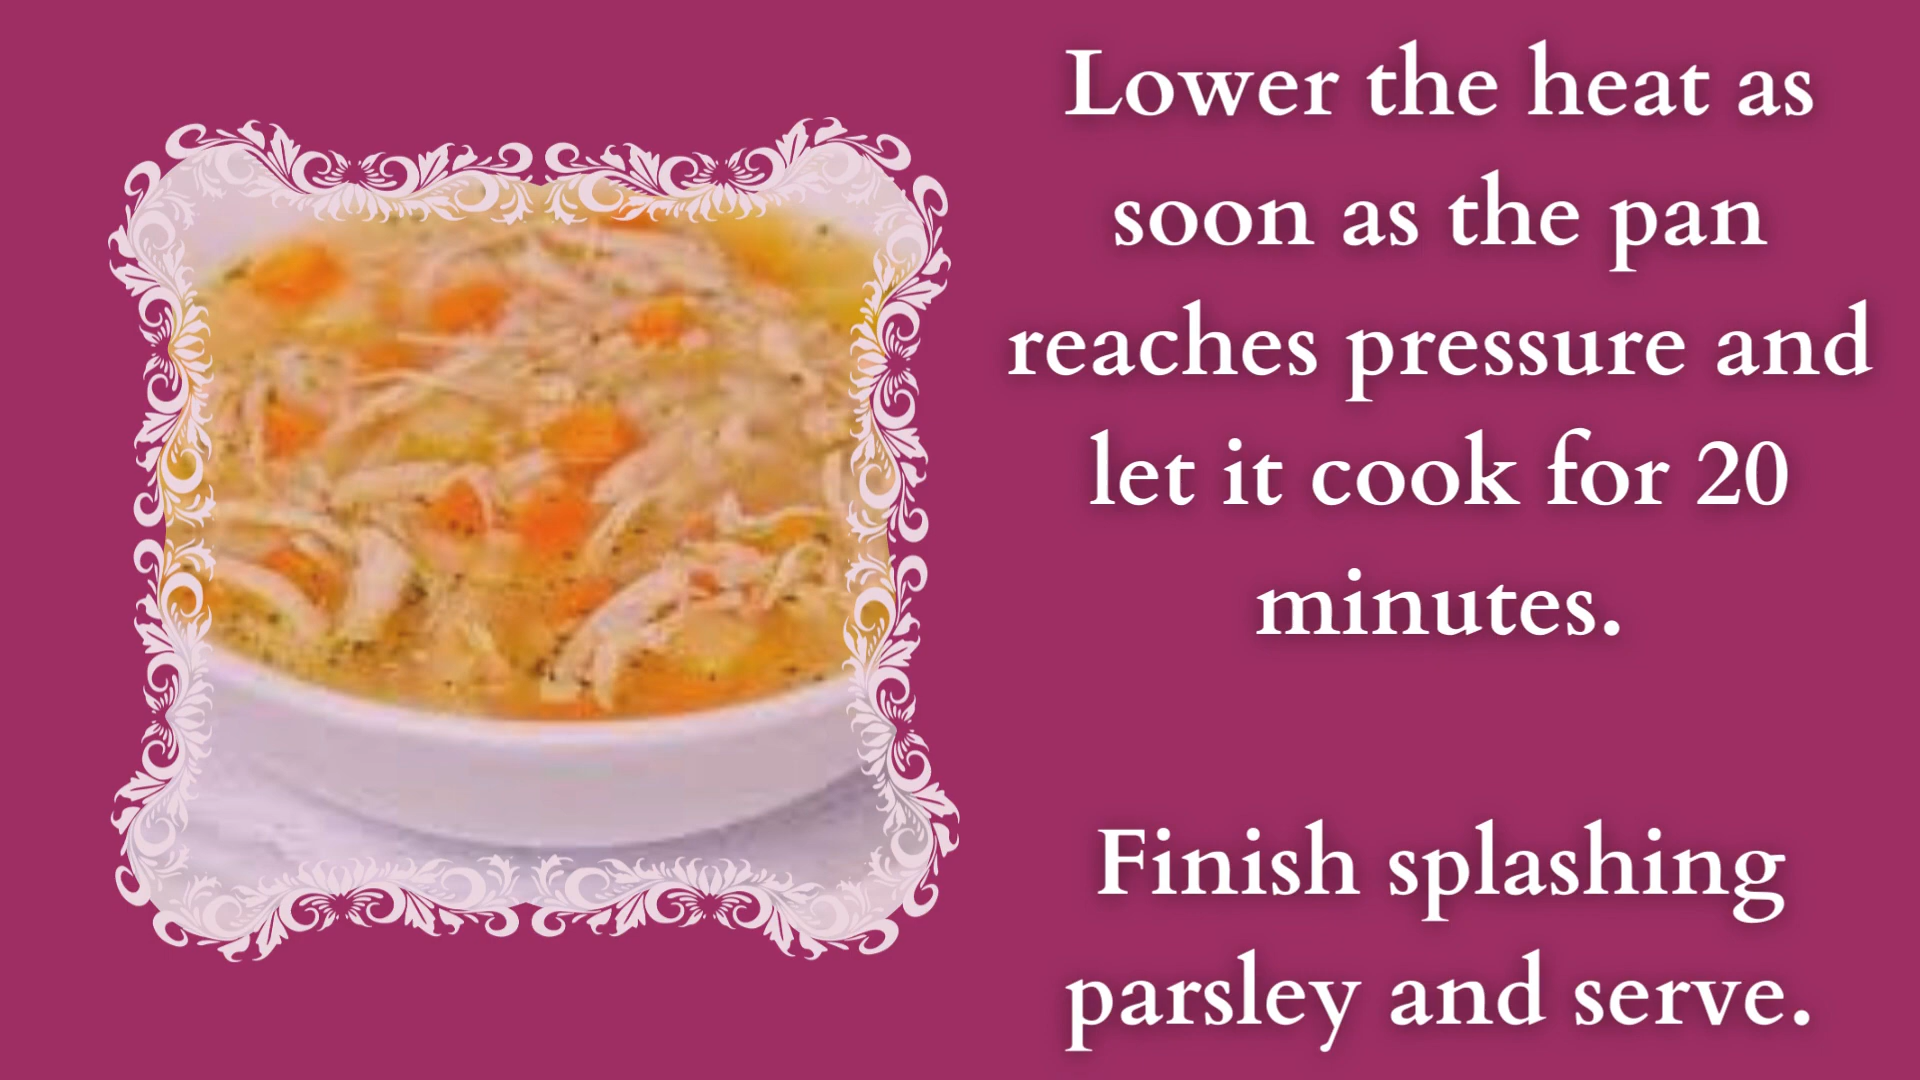 Lower the heat as
soon as the pan
reaches pressure and
let it cook for 20
minutes.
Finish splashing
parsley and serve.